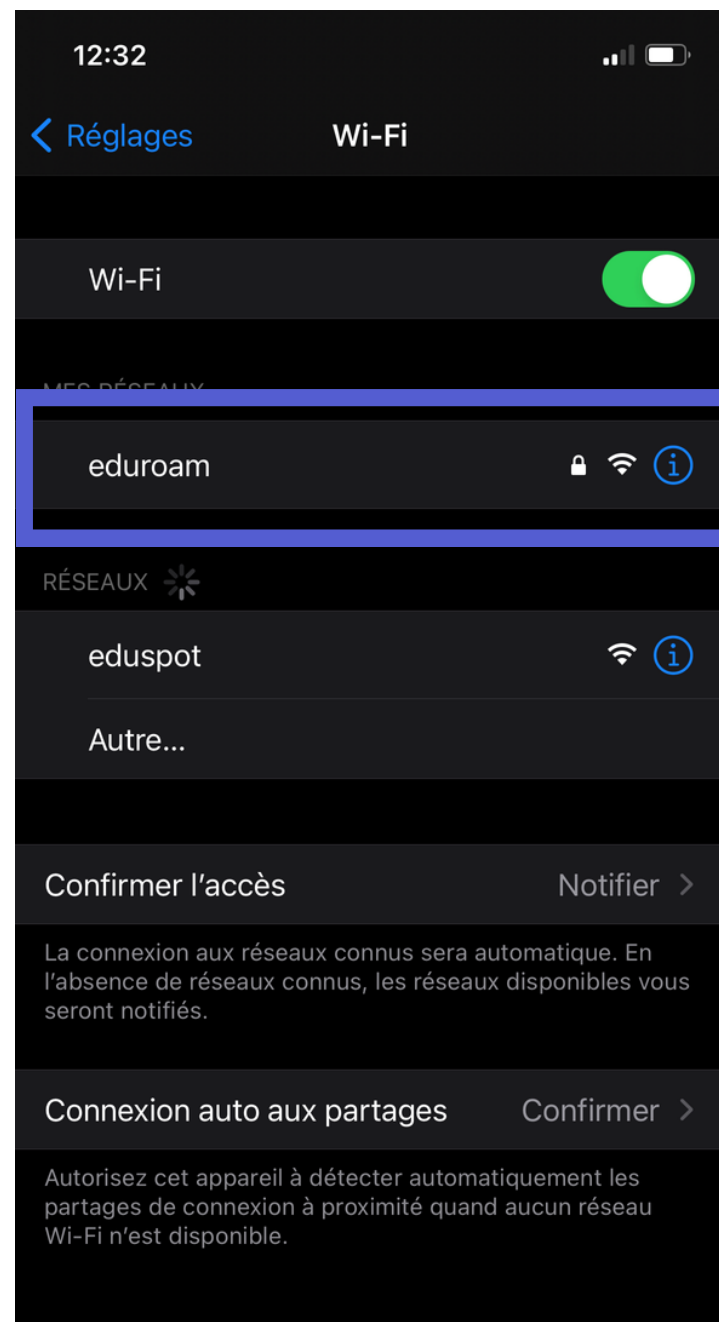 12:32
Réglages
Wi-Fi
Wi-Fi
MES RÉSEAUX
eduroam
RÉSEAUX
eduspot
Autre...
Confirmer l'accès
Notifier
La connexion aux réseaux connus sera automatique. En
l'absence de réseaux connus, les réseaux disponibles vous
seront notifiés.
Connexion auto aux partages
Confirmer
Autorisez cet appareil à détecter automatiquement les
partages de connexion à proximité quand aucun réseau
Wi-Fi n'est disponible.